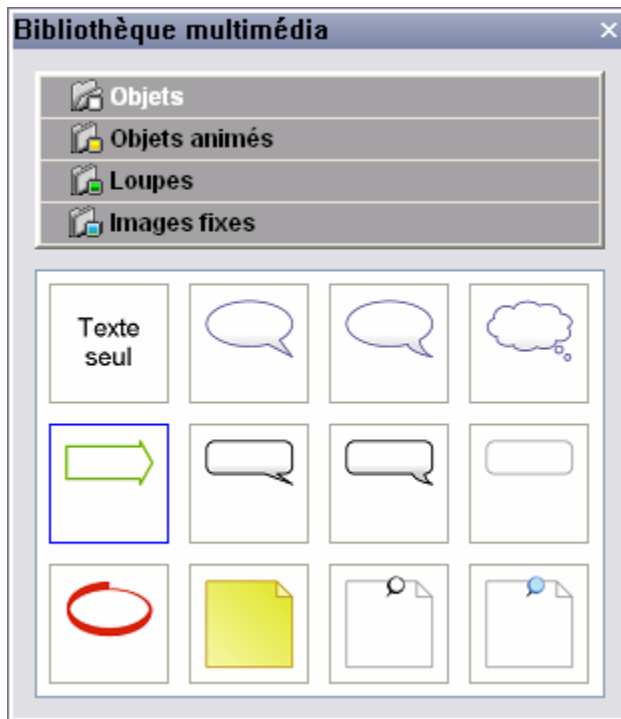 Bibliothèque multimédia
Objets
Objets animés
Loupes
Images fixes
Texte
seul